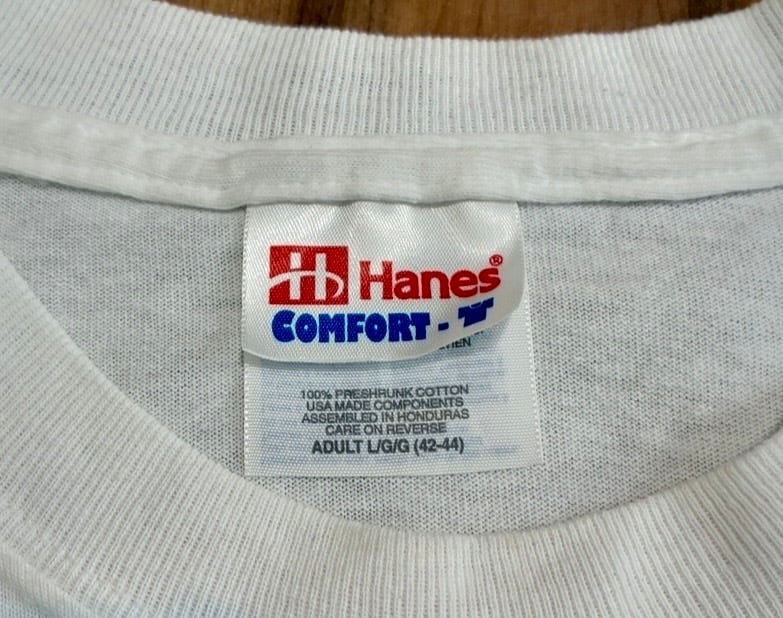 H Hanes®
COMFORT - T
100% PRESHRUNK COTTON
USA MADE COMPONENTS
ASSEMBLED IN HONDURAS
CARE ON REVERSE
ADULT L/G/G (42-44)